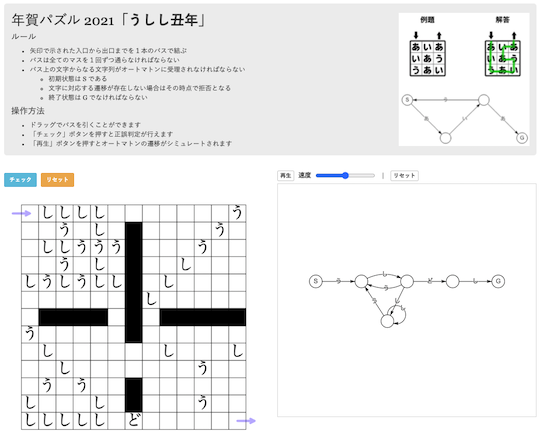 年賀パズル 2021「うしし丑年」
ルール
矢印で示された入口から出口までを１本のパスで結ぶ
パスは全てのマスを１回ずつ通らなければならない
パス上の文字からなる文字列がオートマトンに受理されなければならない
初期状態は S である
文字に対応する遷移が存在しない場合はその時点で拒否となる
終了状態は G でなければならない
操作方法
ドラッグでパスを引くことができます
「チェック」ボタンを押すと正誤判定が行えます
「再生」ボタンを押すとオートマトンの遷移がシミュレートされます
例題 解答
あ い あ
S う あ い あ G
チェック リセット
再生 速度 | リセット
し し し し う
う し う
し し う う う う
う し し
し う し う し し し
し
う
し し し し
し う
う う
し し う
し し し し し ど
S う し う ど し G
う し し